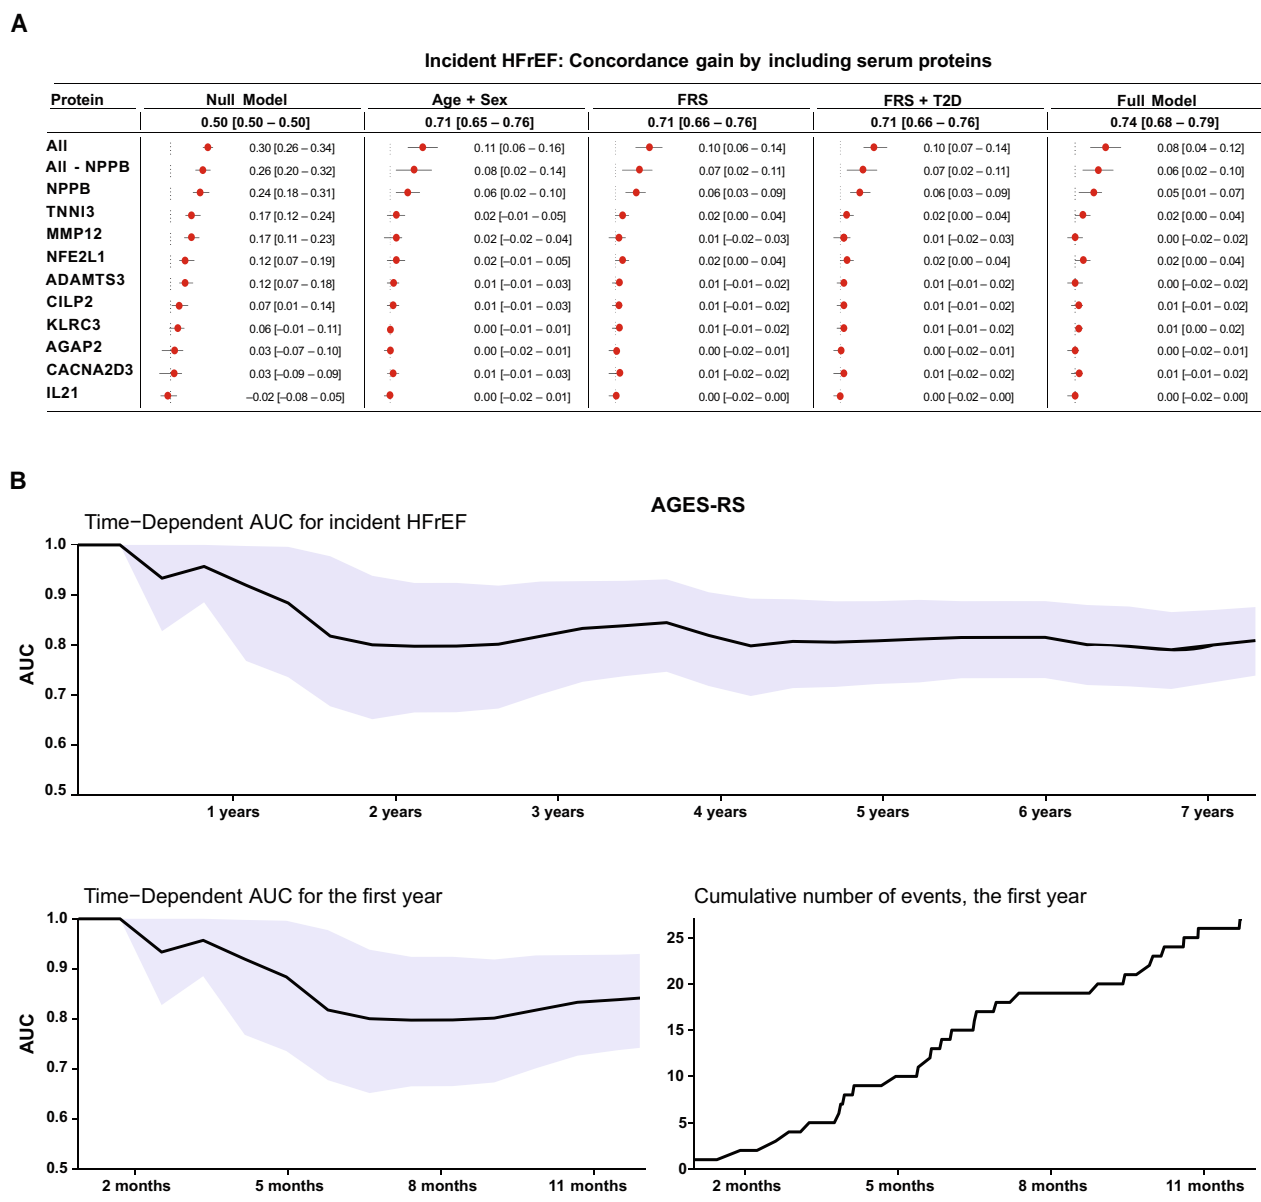 A
Incident HFrEF: Concordance gain by including serum proteins
Protein Null Model Age + Sex FRS FRS + T2D Full Model
0.50 [0.50 – 0.50] 0.71 [0.65 – 0.76] 0.71 [0.66 – 0.76] 0.71 [0.66 – 0.76] 0.74 [0.68 – 0.79]
All 0.30 [0.26 – 0.34] 0.11 [0.06 – 0.16] 0.10 [0.06 – 0.14] 0.10 [0.07 – 0.14] 0.08 [0.04 – 0.12]
All - NPPB 0.26 [0.20 – 0.32] 0.08 [0.02 – 0.14] 0.07 [0.02 – 0.11] 0.07 [0.02 – 0.11] 0.06 [0.02 – 0.10]
NPPB 0.24 [0.18 – 0.31] 0.06 [0.02 – 0.10] 0.06 [0.03 – 0.09] 0.06 [0.03 – 0.09] 0.05 [0.01 – 0.07]
TNNI3 0.17 [0.12 – 0.24] 0.02 [–0.01 – 0.05] 0.02 [0.00 – 0.04] 0.02 [0.00 – 0.04] 0.02 [0.00 – 0.04]
MMP12 0.17 [0.11 – 0.23] 0.02 [–0.02 – 0.04] 0.01 [–0.02 – 0.03] 0.01 [–0.02 – 0.03] 0.00 [–0.02 – 0.02]
NFE2L1 0.12 [0.07 – 0.19] 0.02 [–0.01 – 0.05] 0.02 [0.00 – 0.04] 0.02 [0.00 – 0.04] 0.02 [0.00 – 0.04]
ADAMTS3 0.12 [0.07 – 0.18] 0.01 [–0.01 – 0.03] 0.01 [–0.01 – 0.02] 0.01 [–0.01 – 0.02] 0.00 [–0.02 – 0.02]
CILP2 0.07 [0.01 – 0.14] 0.01 [–0.01 – 0.03] 0.01 [–0.01 – 0.02] 0.01 [–0.01 – 0.02] 0.01 [–0.01 – 0.02]
KLRC3 0.06 [–0.01 – 0.11] 0.00 [–0.01 – 0.01] 0.01 [–0.01 – 0.02] 0.01 [–0.01 – 0.02] 0.01 [0.00 – 0.02]
AGAP2 0.03 [–0.07 – 0.10] 0.00 [–0.02 – 0.01] 0.00 [–0.02 – 0.01] 0.00 [–0.02 – 0.01] 0.00 [–0.02 – 0.01]
CACNA2D3 0.03 [–0.09 – 0.09] 0.01 [–0.01 – 0.03] 0.01 [–0.02 – 0.02] 0.01 [–0.02 – 0.02] 0.01 [–0.01 – 0.02]
IL21 –0.02 [–0.08 – 0.05] 0.00 [–0.02 – 0.01] 0.00 [–0.02 – 0.00] 0.00 [–0.02 – 0.00] 0.00 [–0.02 – 0.00]
B
AGES-RS
Time−Dependent AUC for incident HFrEF
AUC
1.0
0.9
0.8
0.7
0.6
0.5
1 years 2 years 3 years 4 years 5 years 6 years 7 years
Time−Dependent AUC for the first year
AUC
1.0
0.9
0.8
0.7
0.6
0.5
2 months 5 months 8 months 11 months
Cumulative number of events, the first year
25
20
15
10
5
0
2 months 5 months 8 months 11 months